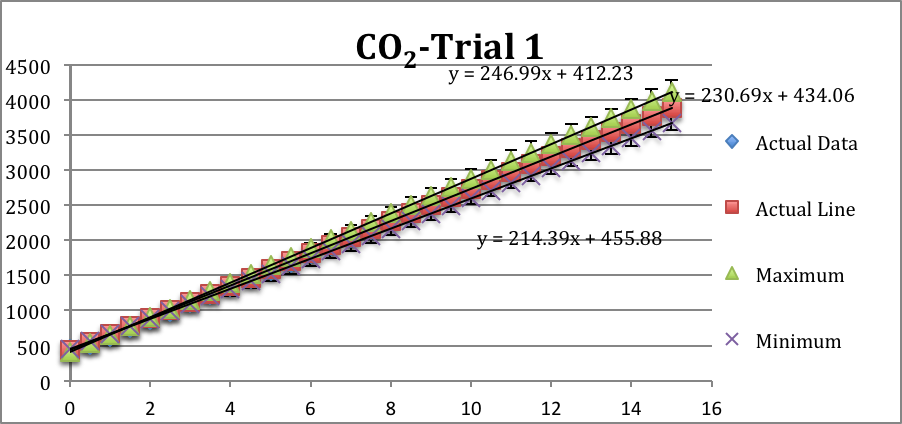 CO₂-Trial 1
4500
4000
3500
3000
2500
2000
1500
1000
500
0
y = 246.99x + 412.23
y = 230.69x + 434.06
y = 214.39x + 455.88
Actual Data
Actual Line
Maximum
Minimum
0 2 4 6 8 10 12 14 16